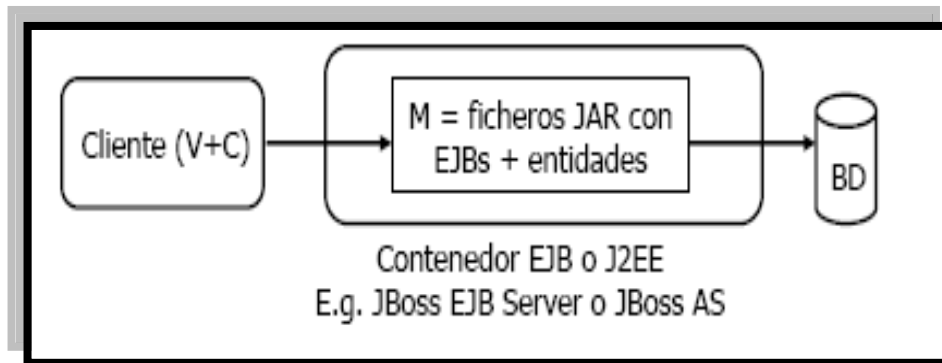 Cliente (V+C)
M = ficheros JAR con
EJBs + entidades
BD
Contenedor EJB o J2EE
E.g. JBoss EJB Server o JBoss AS